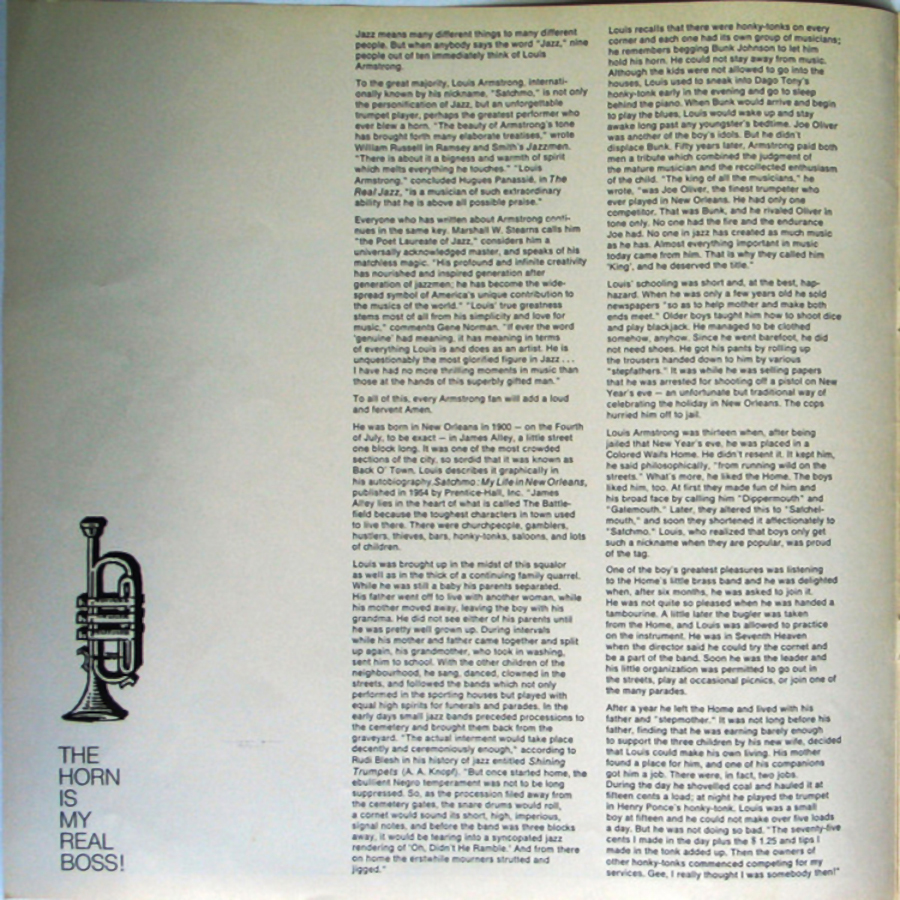 Jazz means many different things to many different
people. But when anybody says the word "Jazz," nine
people out of ten immediately think of Louis
Armstrong.
To the great majority, Louis Armstrong, internati-
onally known by his nickname, "Satchmo," is not only
the personification of Jazz, but an unforgettable
trumpet player, perhaps the greatest performer who
ever blew a horn. "The beauty of Armstrong's tone
has brought forth many elaborate treatises," wrote
William Russell in Ramsey and Smith's Jazzmen.
"There is about it a bigness and warmth of spirit
which melts everything he touches." "Louis
Armstrong," concluded Hugues Panassié, in The
Real Jazz, "is a musician of such extraordinary
ability that he is above all possible praise."
Everyone who has written about Armstrong conti-
nues in the same key. Marshall W. Stearns calls him
"the Poet Laureate of Jazz," considers him a
universally acknowledged master, and speaks of his
matchless magic. "His profound and infinite creativity
has nourished and inspired generation after
generation of jazzmen; he has become the wide-
spread symbol of America's unique contribution to
the musics of the world." "Louis' true greatness
stems most of all from his simplicity and love for
music," comments Gene Norman. "If ever the word
'genuine' had meaning, it has meaning in terms
of everything Louis is and does as an artist. He is
unquestionably the most glorified figure in Jazz . . .
I have had no more thrilling moments in music than
those at the hands of this superbly gifted man."
To all of this, every Armstrong fan will add a loud
and fervent Amen.
He was born in New Orleans in 1900 — on the Fourth
of July, to be exact — in James Alley, a little street
one block long. It was one of the most crowded
sections of the city, so sordid that it was known as
Back O' Town. Louis describes it graphically in
his autobiography Satchmo: My Life in New Orleans,
published in 1954 by Prentice-Hall, Inc. "James
Alley lies in the heart of what is called The Battle-
field because the toughest characters in town used
to live there. There were churchpeople, gamblers,
hustlers, thieves, bars, honky-tonks, saloons, and lots
of children.
Louis was brought up in the midst of this squalor
as well as in the thick of a continuing family quarrel.
While he was still a baby his parents separated.
His father went off to live with another woman, while
his mother moved away, leaving the boy with his
grandma. He did not see either of his parents until
he was pretty well grown up. During intervals
while his mother and father came together and split
up again, his grandmother, who took in washing,
sent him to school. With the other children of the
neighbourhood, he sang, danced, clowned in the
streets, and followed the bands which not only
performed in the sporting houses but played with
equal high spirits for funerals and parades. In the
early days small jazz bands preceded processions to
the cemetery and brought them back from the
graveyard. "The actual interment would take place
decently and ceremoniously enough," according to
Rudi Blesh in his history of jazz entitled Shining
Trumpets (A. A. Knopf). "But once started home, the
ebullient Negro temperament was not to be long
suppressed. So, as the procession filed away from
the cemetery gates, the snare drums would roll,
a cornet would sound its short, high, imperious,
signal notes, and before the band was three blocks
away, it would be tearing into a syncopated jazz
rendering of 'Oh, Didn't He Ramble.' And from there
on home the erstwhile mourners strutted and
jigged."
Louis recalls that there were honky-tonks on every
corner and each one had its own group of musicians;
he remembers begging Bunk Johnson to let him
hold his horn. He could not stay away from music.
Although the kids were not allowed to go into the
houses, Louis used to sneak into Dago Tony's
honky-tonk early in the evening and go to sleep
behind the piano. When Bunk would arrive and begin
to play the blues, Louis would wake up and stay
awake long past any youngster's bedtime. Joe Oliver
was another of the boy's idols. But he didn't
displace Bunk. Fifty years later, Armstrong paid both
men a tribute which combined the judgment of
the mature musician and the recollected enthusiasm
of the child. "The king of all the musicians," he
wrote, "was Joe Oliver, the finest trumpeter who
ever played in New Orleans. He had only one
competitor. That was Bunk, and he rivaled Oliver in
tone only. No one had the fire and the endurance
Joe had. No one in jazz has created as much music
as he has. Almost everything important in music
today came from him. That is why they called him
'King', and he deserved the title."
Louis' schooling was short and, at the best, hap-
hazard. When he was only a few years old he sold
newspapers "so as to help mother and make both
ends meet." Older boys taught him how to shoot dice
and play blackjack. He managed to be clothed
somehow, anyhow. Since he went barefoot, he did
not need shoes. He got his pants by rolling up
the trousers handed down to him by various
"stepfathers." It was while he was selling papers
that he was arrested for shooting off a pistol on New
Year's eve — an unfortunate but traditional way of
celebrating the holiday in New Orleans. The cops
hurried him off to jail.
Louis Armstrong was thirteen when, after being
jailed that New Year's eve, he was placed in a
Colored Waifs Home. He didn't resent it. It kept him,
he said philosophically, "from running wild on the
streets." What's more, he liked the Home. The boys
liked him, too. At first they made fun of him and
his broad face by calling him "Dippermouth" and
"Gatemouth." Later, they altered this to "Satchel-
mouth," and soon they shortened it affectionately to
"Satchmo." Louis, who realized that boys only get
such a nickname when they are popular, was proud
of the tag.
One of the boy's greatest pleasures was listening
to the Home's little brass band and he was delighted
when, after six months, he was asked to join it.
He was not quite so pleased when he was handed a
tambourine. A little later the bugler was taken
from the Home, and Louis was allowed to practice
on the instrument. He was in Seventh Heaven
when the director said he could try the cornet and
be a part of the band. Soon he was the leader and
his little organization was permitted to go out in
the streets, play at occasional picnics, or join one of
the many parades.
After a year he left the Home and lived with his
father and "stepmother." It was not long before his
father, finding that he was earning barely enough
to support the three children by his new wife, decided
that Louis could make his own living. His mother
found a place for him, and one of his companions
got him a job. There were, in fact, two jobs.
During the day he shovelled coal and hauled it at
fifteen cents a load; at night he played the trumpet
in Henry Ponce's honky-tonk. Louis was a small
boy at fifteen and he could not make over five loads
a day. But he was not doing so bad. "The seventy-five
cents I made in the day plus the $ 1.25 and tips I
made in the tonk added up. Then the owners of
other honky-tonks commenced competing for my
services. Gee, I really thought I was somebody then!"
THE
HORN
IS
MY
REAL
BOSS!